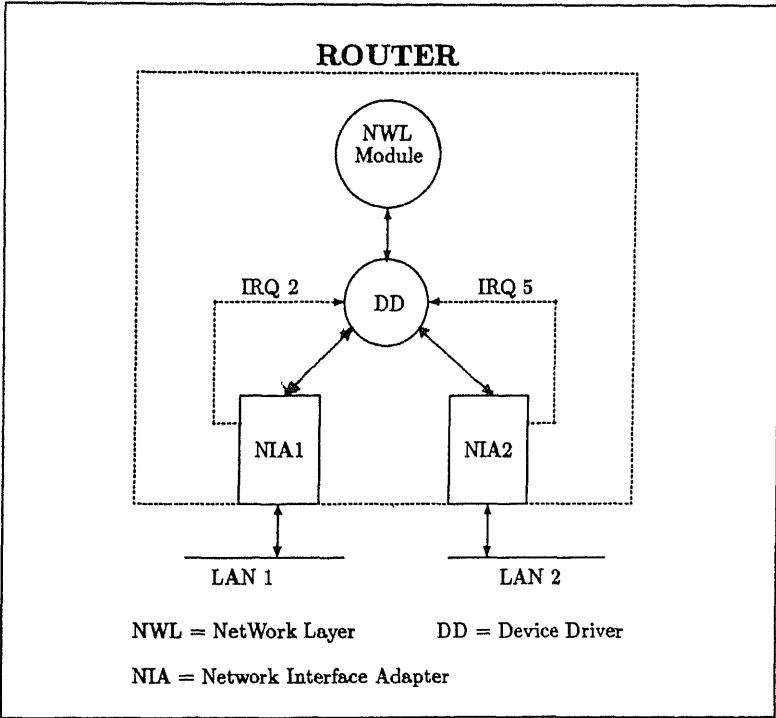 ROUTER
NWL
Module
IRQ 2
IRQ 5
DD
NIA1
NIA2
LAN 1
LAN 2
NWL = NetWork Layer
DD = Device Driver
NIA = Network Interface Adapter